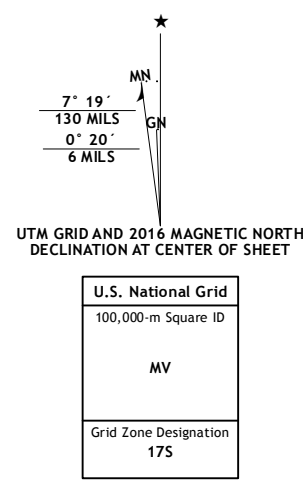 ★
MN
7° 19´
130 MILS
GN
0° 20´
6 MILS
UTM GRID AND 2016 MAGNETIC NORTH
DECLINATION AT CENTER OF SHEET
U.S. National Grid
100,000-m Square ID
MV
Grid Zone Designation
17S